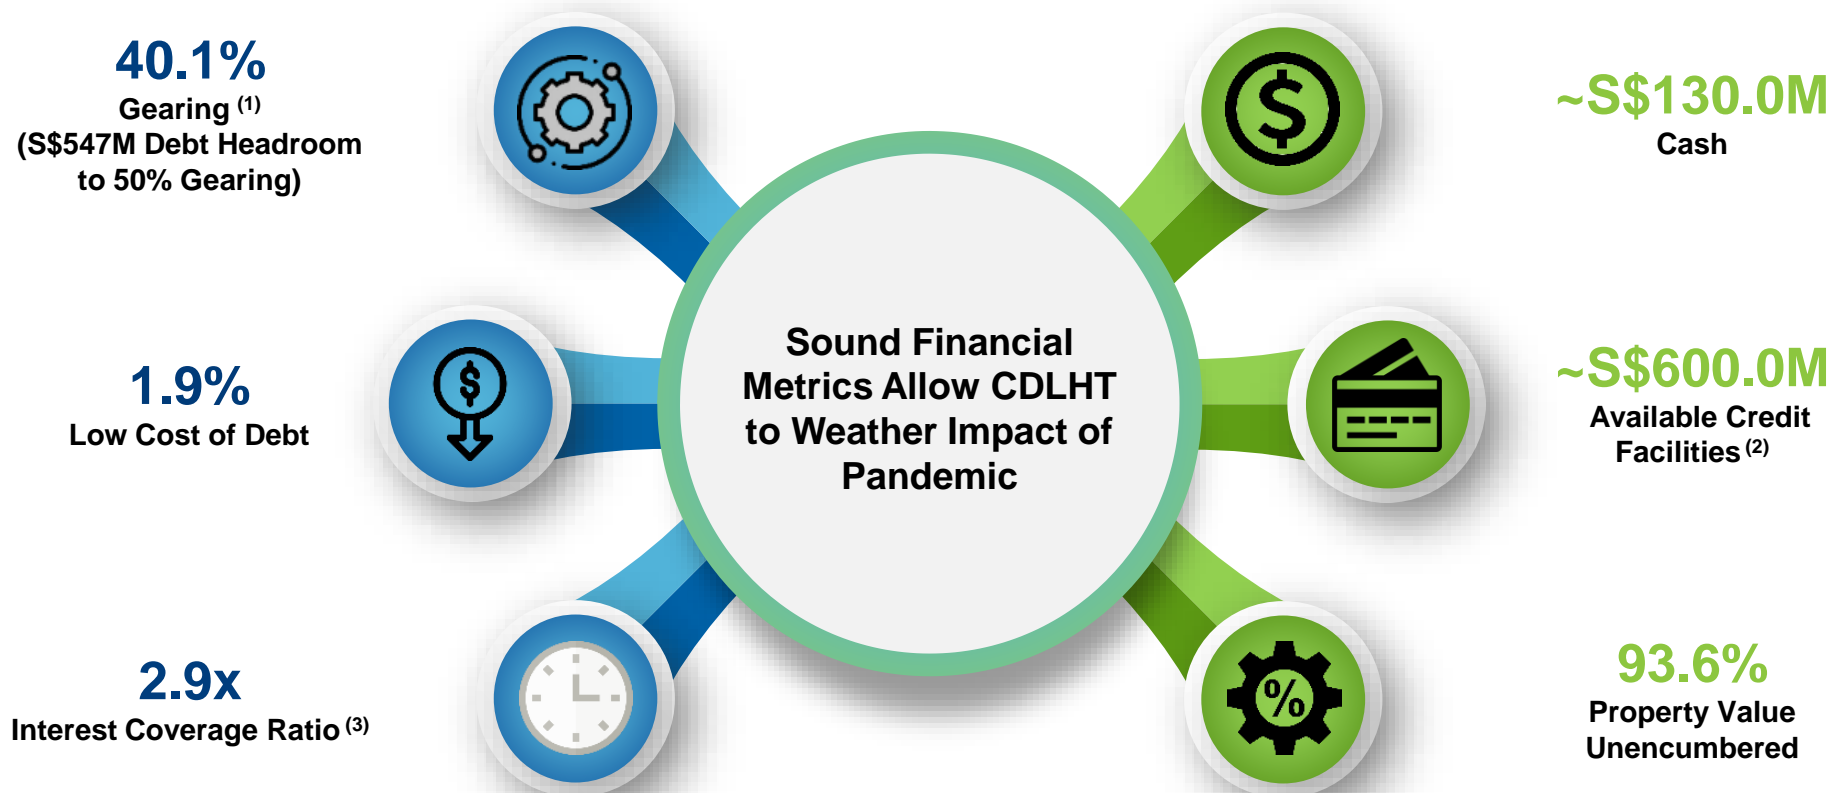 40.1%
Gearing (1)
(S$547M Debt Headroom
to 50% Gearing)
1.9%
Low Cost of Debt
2.9x
Interest Coverage Ratio (3)
$
Sound Financial
Metrics Allow CDLHT
to Weather Impact of
Pandemic
$
%
~S$130.0M
Cash
~S$600.0M
Available Credit
Facilities (2)
93.6%
Property Value
Unencumbered